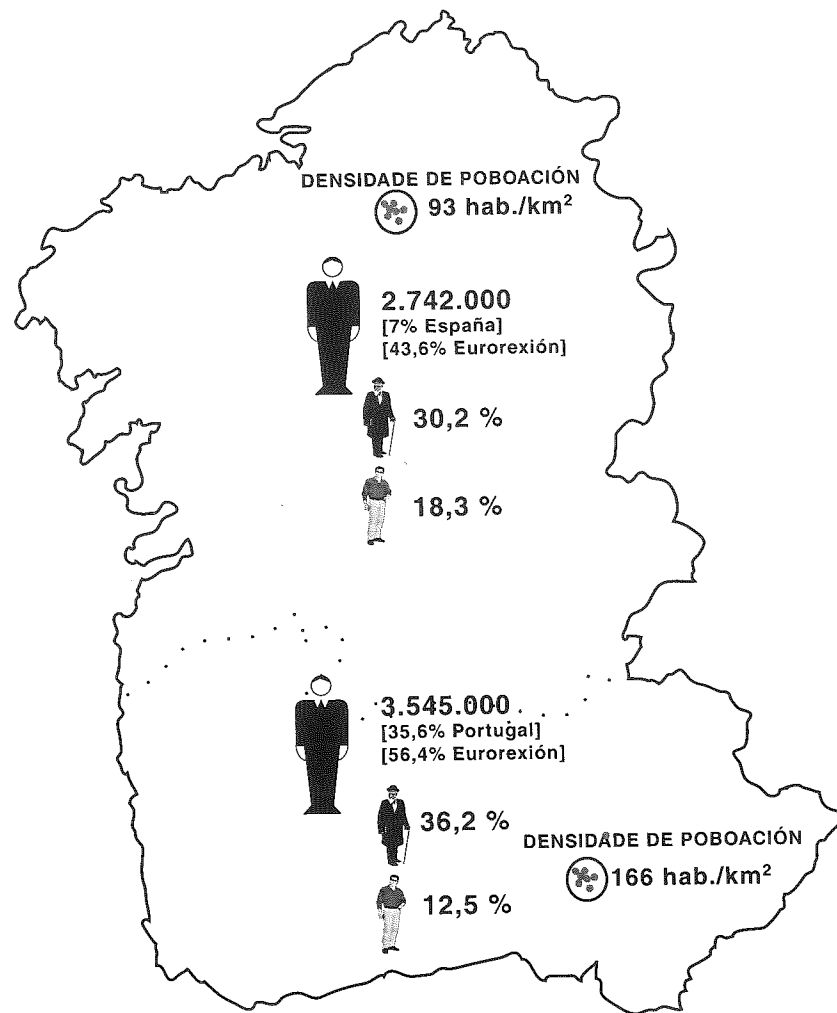 DENSIDADE DE POBOACIÓN
93 hab./km²
2.742.000
[7% España]
[43,6% Eurorexión]
30,2 %
18,3 %
3.545.000
[35,6% Portugal]
[56,4% Eurorexión]
36,2 %
DENSIDADE DE POBOACIÓN
166 hab./km²
12,5 %